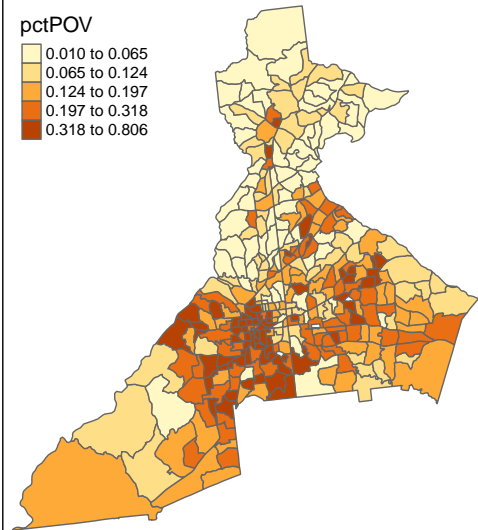 pctPOV
0.010 to 0.065
0.065 to 0.124
0.124 to 0.197
0.197 to 0.318
0.318 to 0.806